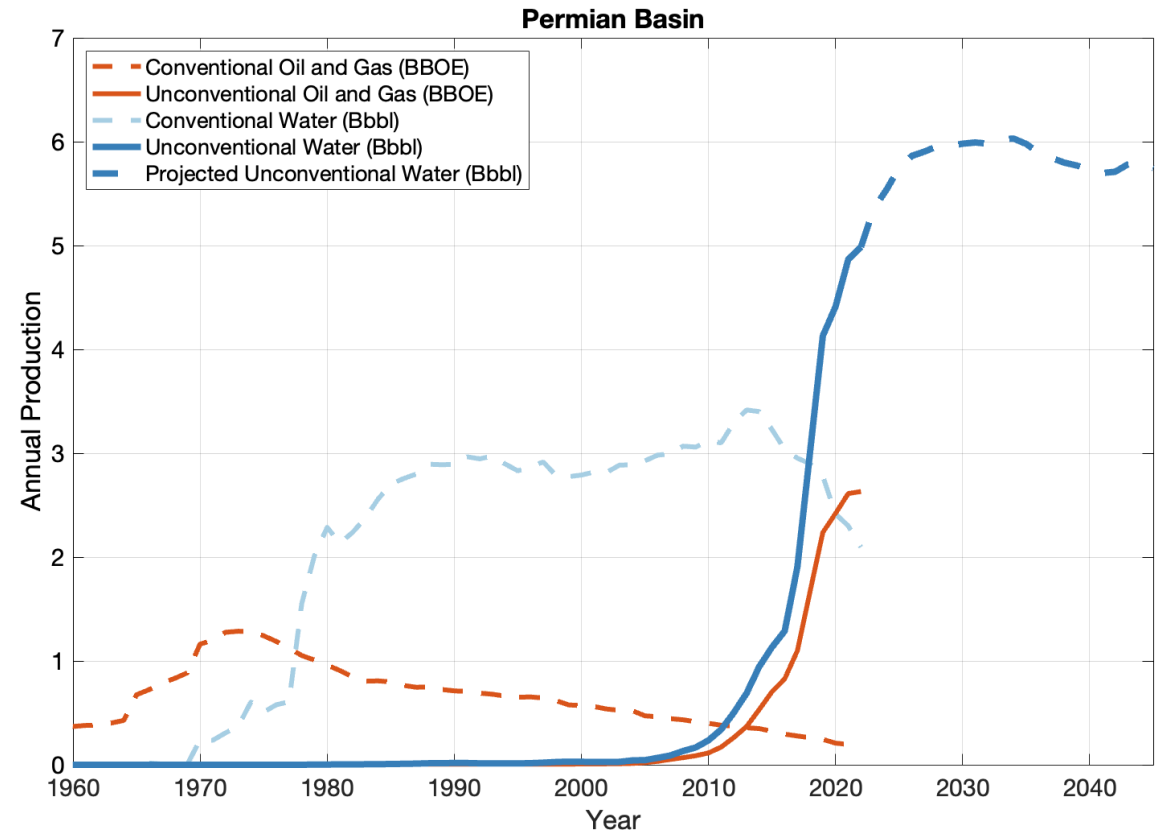 Permian Basin
7
6
5
4
3
2
1
0
Annual Production
Conventional Oil and Gas (BBOE)
Unconventional Oil and Gas (BBOE)
Conventional Water (Bbbl)
Unconventional Water (Bbbl)
Projected Unconventional Water (Bbbl)
1960 1970 1980 1990 2000 2010 2020 2030 2040
Year